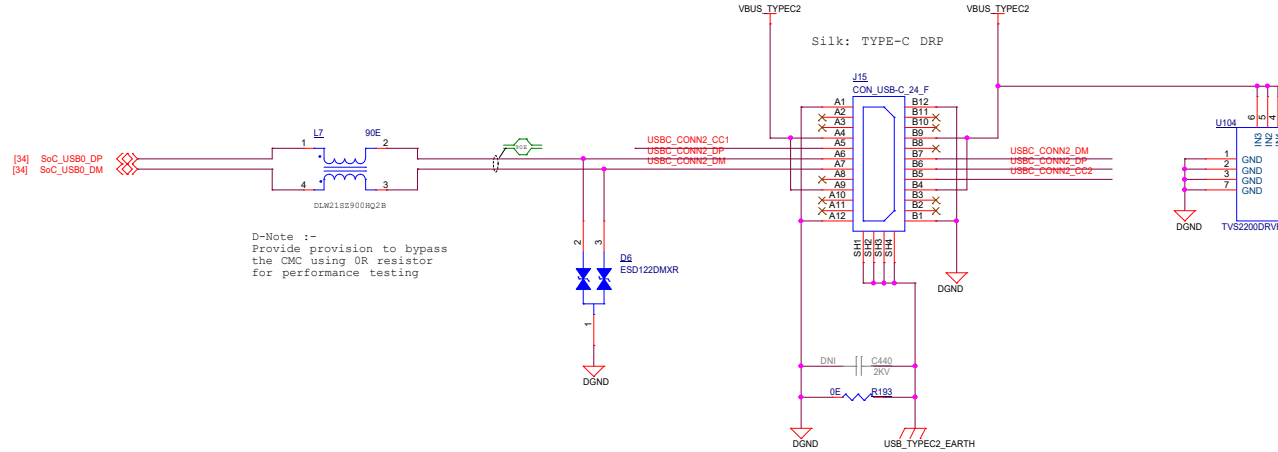 VBUS_TYPEC2
VBUS_TYPEC2
Silk: TYPE-C DRP
J15
CON_USB-C_24_F
A1
A2
A3
A4
A5
A6
A7
A8
A9
A10
A11
A12
B12
B11
B10
B9
B8
B7
B6
B5
B4
B3
B2
B1
SH1
SH2
SH3
SH4
L7
90E
1
2
4
3
DLW21SZ900HQ2B
[34] SoC_USB0_DP
[34] SoC_USB0_DM
90E
USBC_CONN2_CC1
USBC_CONN2_DP
USBC_CONN2_DM
USBC_CONN2_DM
USBC_CONN2_DP
USBC_CONN2_CC2
D-Note :-
Provide provision to bypass
the CMC using 0R resistor
for performance testing
2
3
D6
ESD122DMXR
1
DGND
DGND
DNI
C440
2KV
0E
R193
DGND
USB_TYPEC2_EARTH
U104
6
5
4
IN3
IN2
1
GND
2
GND
3
GND
7
GND
DGND